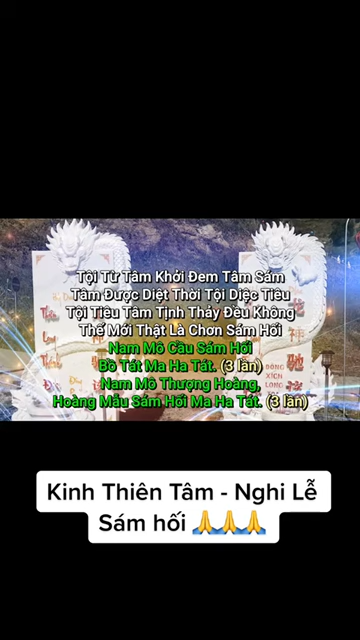 Tội Từ Tâm Khởi Đem Tâm Sám
Tâm Được Diệt Thời Tội Diệc Tiêu
Tội Tiêu Tâm Tịnh Thảy Đều Không
Thế Mới Thật Là Chơn Sám Hối
Nam Mô Cầu Sám Hối
Bồ Tát Ma Ha Tát. (3 lần)
Nam Mô Thượng Hoàng,
Hoàng Mẫu Sám Hối Ma Ha Tát. (3 lần)
ĐÔNG
XÍCH
LONG
Kinh Thiên Tâm - Nghi Lễ
Sám hối 🙏🙏🙏